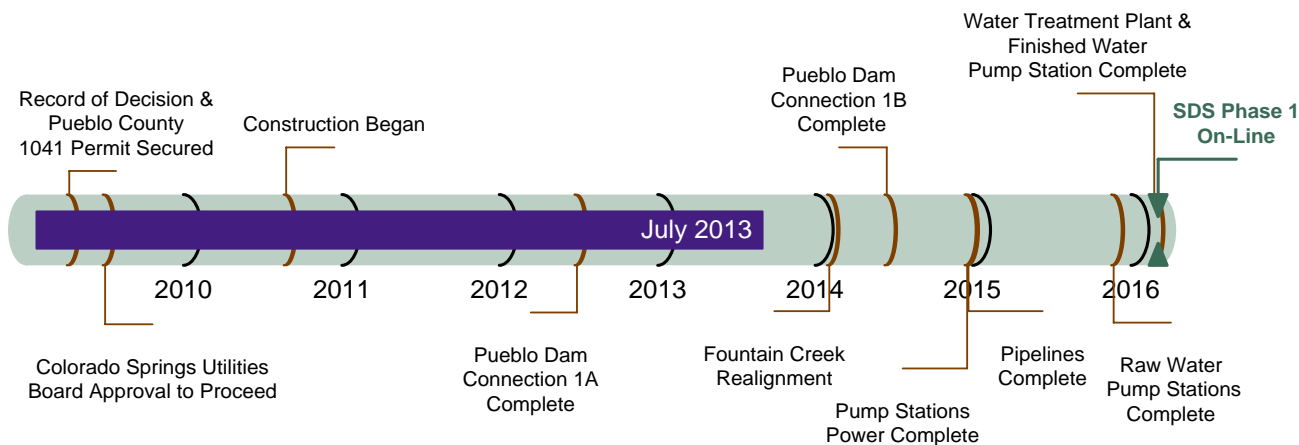 Water Treatment Plant &
Finished Water
Pump Station Complete
Pueblo Dam
Connection 1B
Complete
Record of Decision &
Pueblo County
1041 Permit Secured
Construction Began
SDS Phase 1
On-Line
July 2013
2010
2011
2012
2013
2014
2015
2016
Colorado Springs Utilities
Board Approval to Proceed
Pueblo Dam
Connection 1A
Complete
Fountain Creek
Realignment
Pump Stations
Power Complete
Pipelines
Complete
Raw Water
Pump Stations
Complete